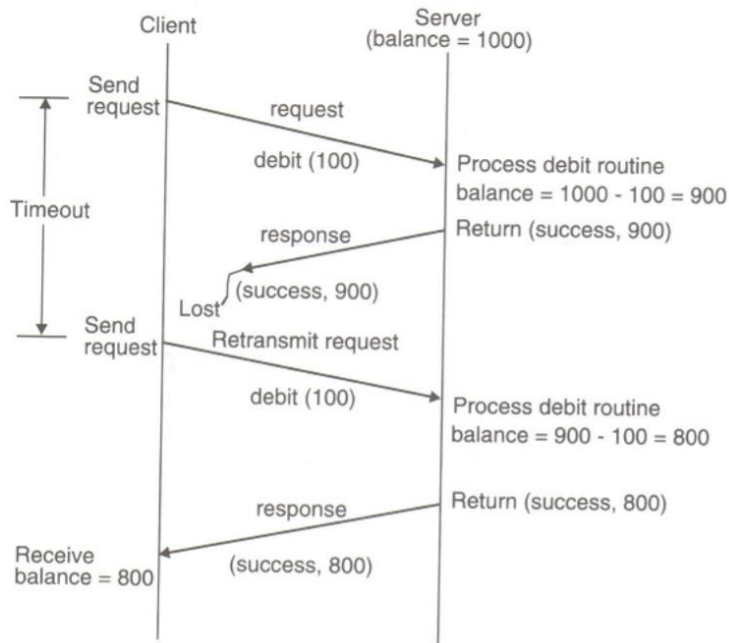 Client
Server
(balance = 1000)
Send
request
request
debit (100)
Process debit routine
balance = 1000 - 100 = 900
Timeout
Return (success, 900)
response
(success, 900)
Lost
Send
request
Retransmit request
debit (100)
Process debit routine
balance = 900 - 100 = 800
Return (success, 800)
response
(success, 800)
Receive
balance = 800